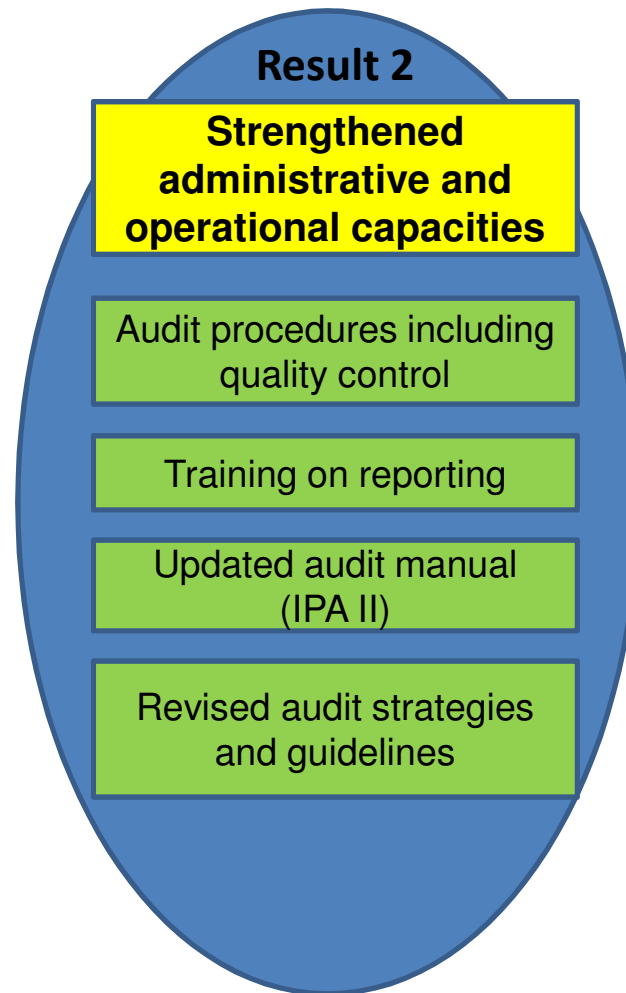 Result 2
Strengthened
administrative and
operational capacities
Audit procedures including
quality control
Training on reporting
Updated audit manual
(IPA II)
Revised audit strategies
and guidelines